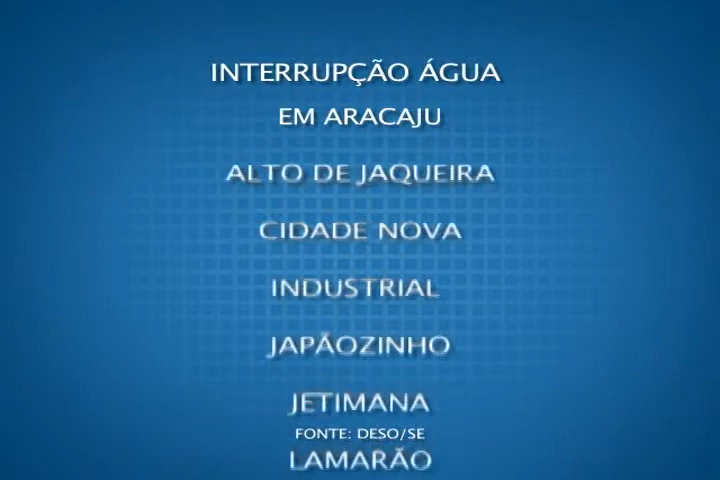 INTERRUPÇÃO ÁGUA
EM ARACAJU
ALTO DE JAQUEIRA
CIDADE NOVA
INDUSTRIAL
JAPÃOZINHO
JETIMANA
FONTE: DESO/SE
LAMARÃO